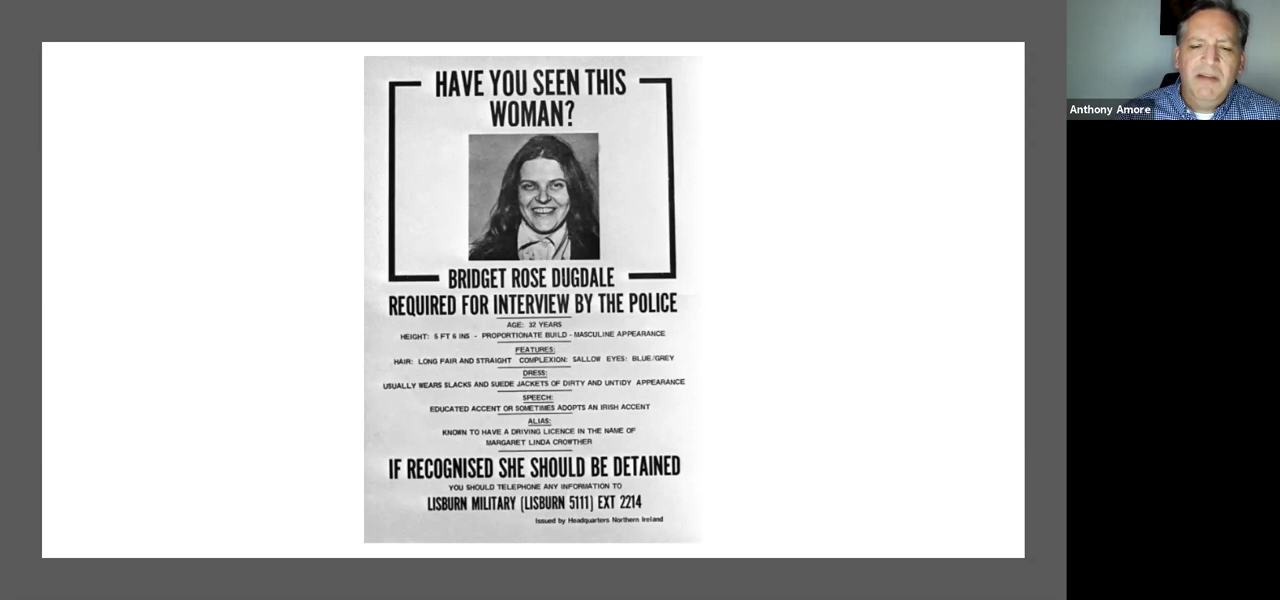 HAVE YOU SEEN THIS
WOMAN?
BRIDGET ROSE DUGDALE
REQUIRED FOR INTERVIEW BY THE POLICE
AGE: 32 YEARS
HEIGHT: 5 FT 6 INS - PROPORTIONATE BUILD - MASCULINE APPEARANCE
FEATURES:
HAIR: LONG FAIR AND STRAIGHT COMPLEXION: SALLOW EYES: BLUE/GREY
DRESS:
USUALLY WEARS SLACKS AND SUEDE JACKETS OF DIRTY AND UNTIDY APPEARANCE
SPEECH:
EDUCATED ACCENT OR SOMETIMES ADOPTS AN IRISH ACCENT
ALIAS:
KNOWN TO HAVE A DRIVING LICENCE IN THE NAME OF
MARGARET LINDA CROWTHER
IF RECOGNISED SHE SHOULD BE DETAINED
YOU SHOULD TELEPHONE ANY INFORMATION TO
LISBURN MILITARY (LISBURN 5111) EXT 2214
Issued by Headquarters Northern Ireland
Anthony Amore